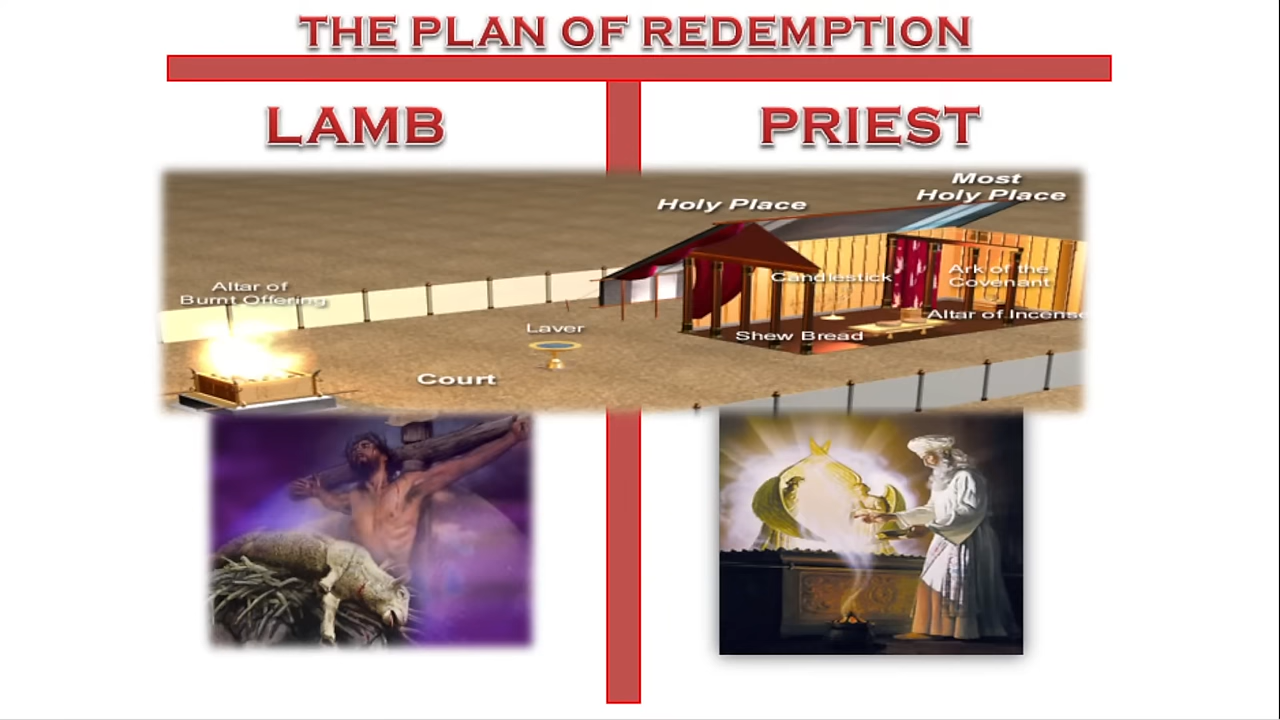 THE PLAN OF REDEMPTION
LAMB
PRIEST
Most
Holy Place
Holy Place
Altar of
Burnt Offering
Candlestick
Ark of the
Covenant
Altar of Incense
Laver
Shew Bread
Court